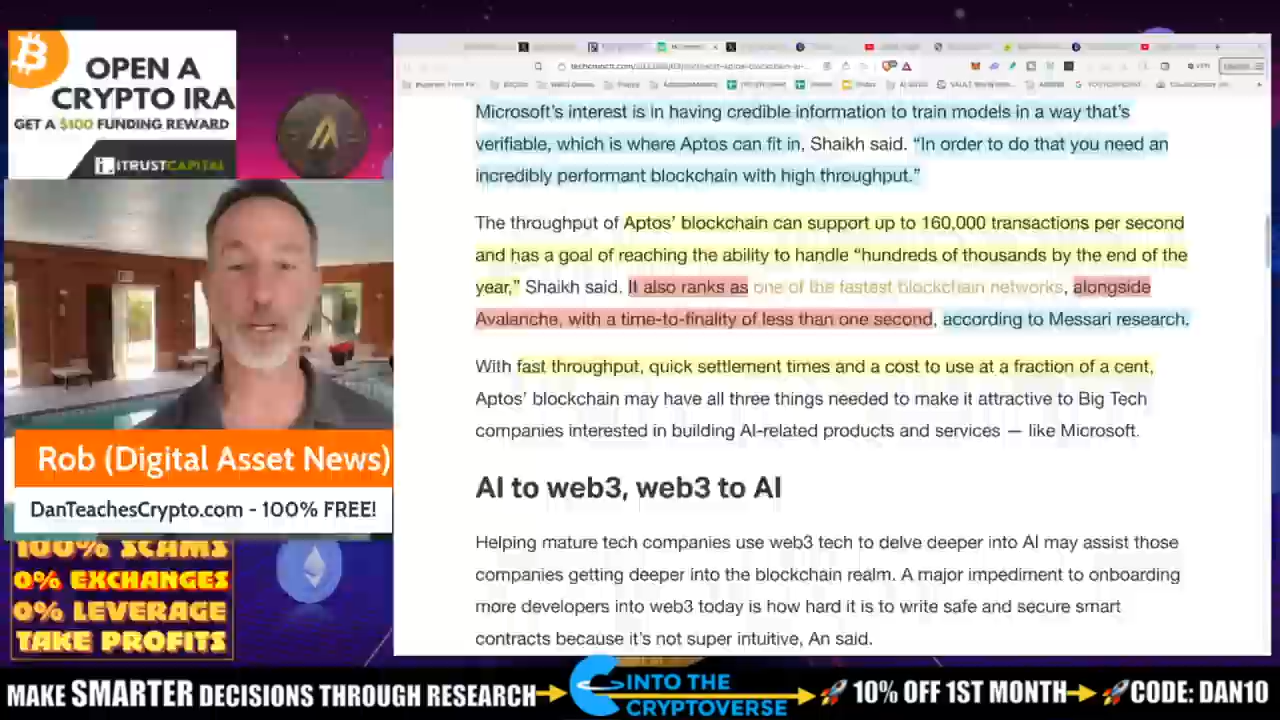 OPEN A
CRYPTO IRA
GET A $100 FUNDING REWARD
iTRUSTCAPITAL
Microsoft's interest is in having credible information to train models in a way that's
verifiable, which is where Aptos can fit in, Shaikh said. “In order to do that you need an
incredibly performant blockchain with high throughput.”
The throughput of Aptos' blockchain can support up to 160,000 transactions per second
and has a goal of reaching the ability to handle “hundreds of thousands by the end of the
year,” Shaikh said. It also ranks as one of the fastest blockchain networks, alongside
Avalanche, with a time-to-finality of less than one second, according to Messari research.
With fast throughput, quick settlement times and a cost to use at a fraction of a cent,
Aptos' blockchain may have all three things needed to make it attractive to Big Tech
companies interested in building AI-related products and services — like Microsoft.
AI to web3, web3 to AI
Helping mature tech companies use web3 tech to delve deeper into AI may assist those
companies getting deeper into the blockchain realm. A major impediment to onboarding
more developers into web3 today is how hard it is to write safe and secure smart
contracts because it's not super intuitive, An said.
Rob (Digital Asset News)
DanTeachesCrypto.com - 100% FREE!
100% SCAMS
0% EXCHANGES
0% LEVERAGE
TAKE PROFITS
MAKE SMARTER DECISIONS THROUGH RESEARCH
INTO THE
CRYPTOVERSE
10% OFF 1ST MONTH
CODE: DAN10